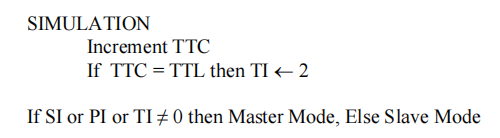 SIMULATION
Increment TTC
If TTC = TTL then TI ← 2
If SI or PI or TI ≠ 0 then Master Mode, Else Slave Mode